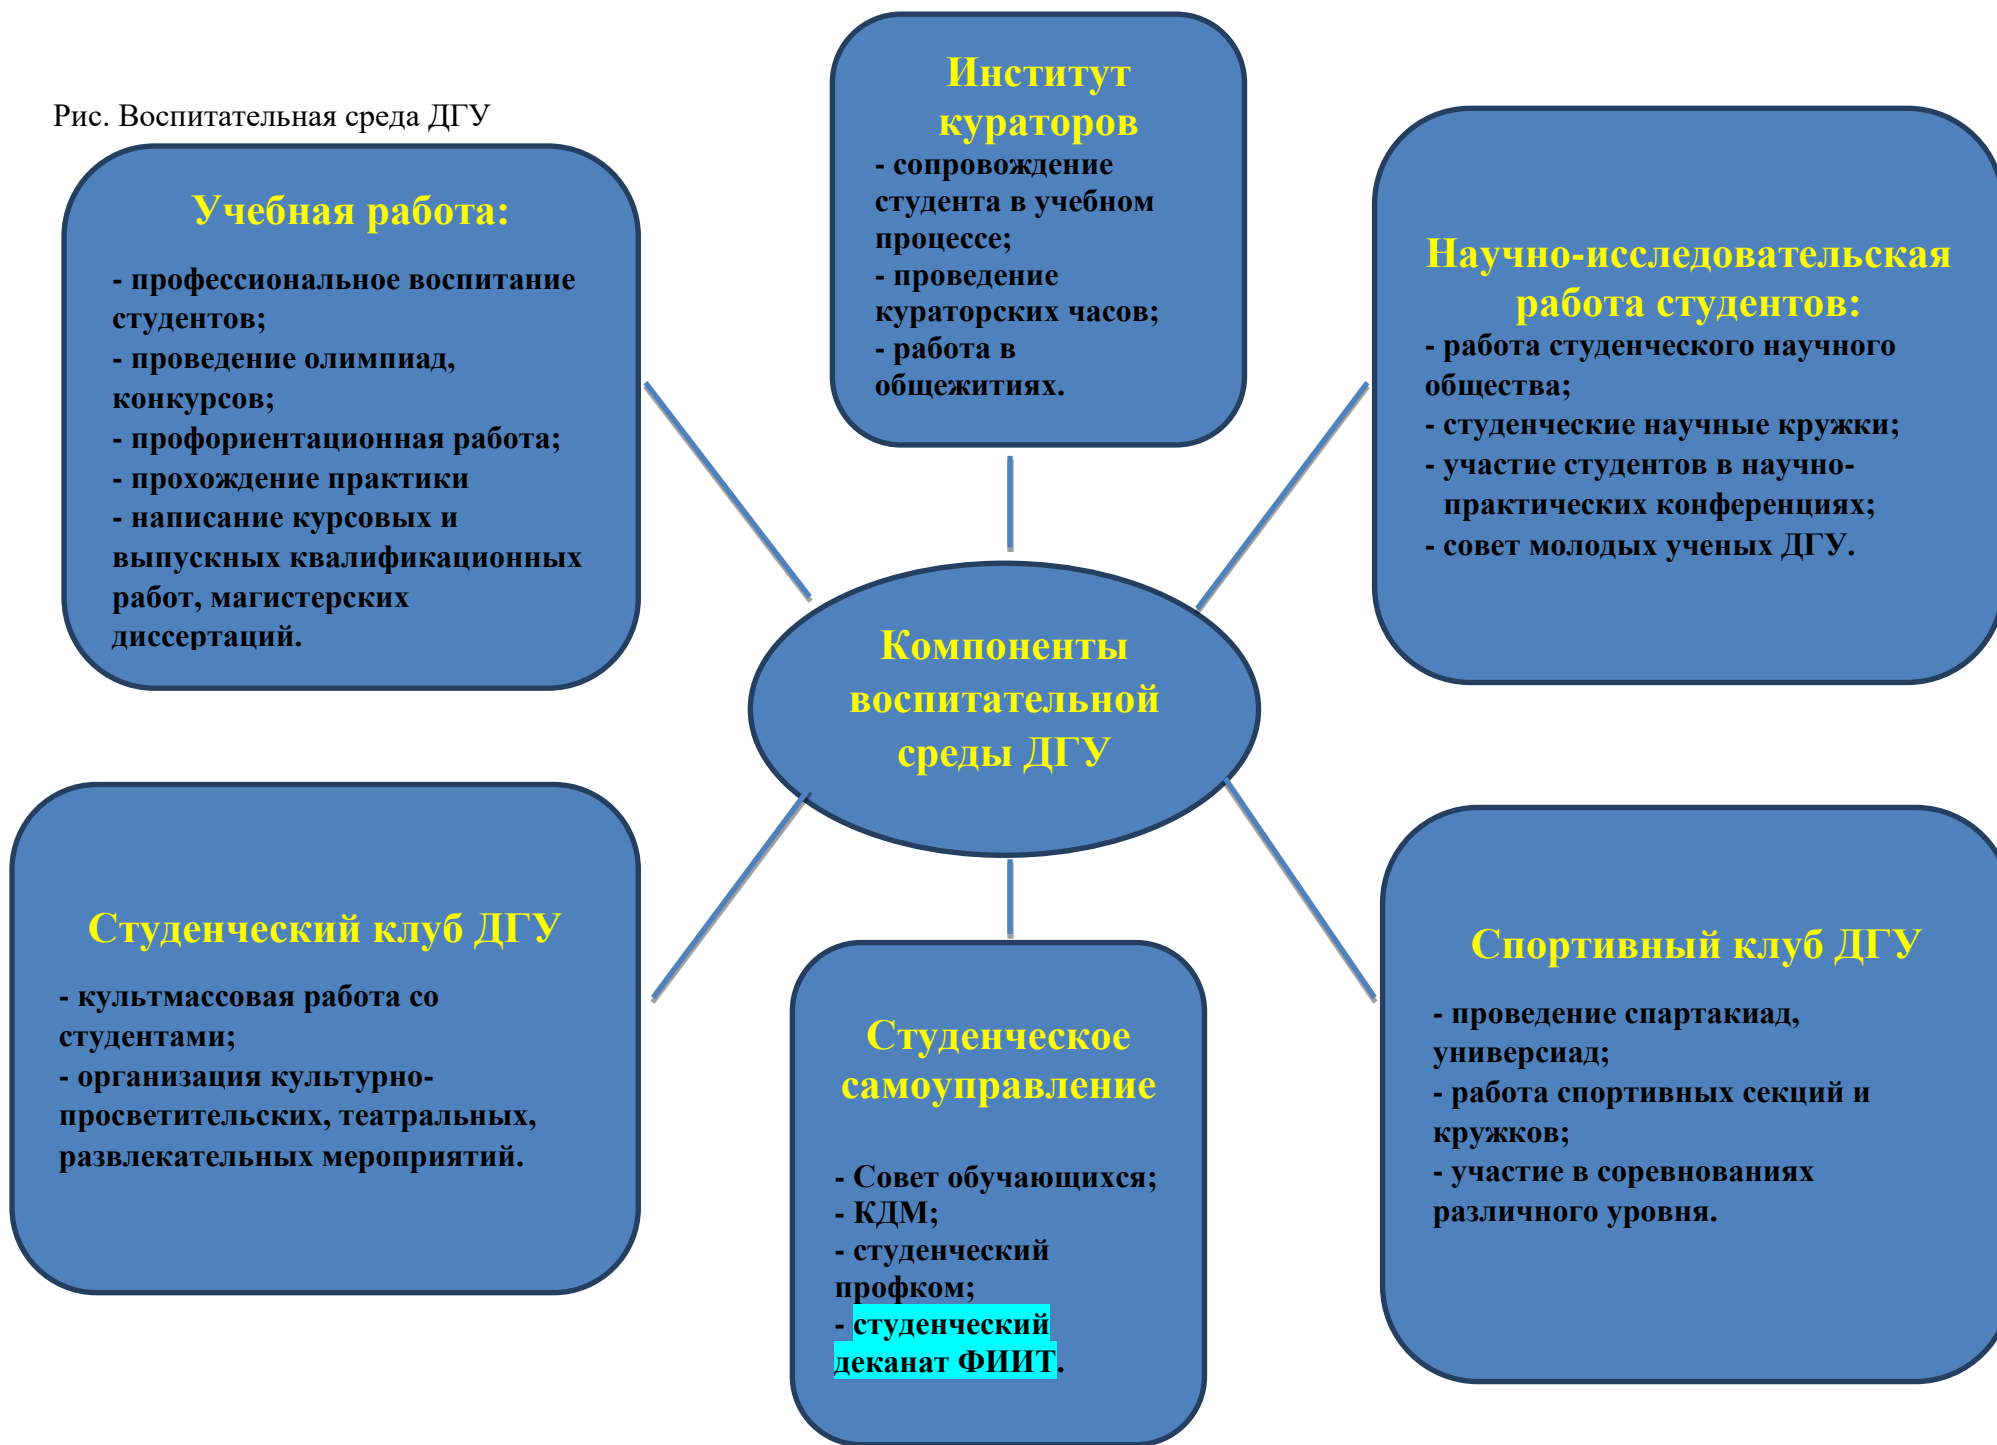 Рис. Воспитательная среда ДГУ
Институт
кураторов
- сопровождение
студента в учебном
процессе;
- проведение
кураторских часов;
- работа в
общежитиях.
Учебная работа:
- профессиональное воспитание
студентов;
- проведение олимпиад,
конкурсов;
- профориентационная работа;
- прохождение практики
- написание курсовых и
выпускных квалификационных
работ, магистерских
диссертаций.
Научно-исследовательская
работа студентов:
- работа студенческого научного
общества;
- студенческие научные кружки;
- участие студентов в научно-
практических конференциях;
- совет молодых ученых ДГУ.
Компоненты
воспитательной
среды ДГУ
Студенческий клуб ДГУ
- культмассовая работа со
студентами;
- организация культурно-
просветительских, театральных,
развлекательных мероприятий.
Студенческое
самоуправление
- Совет обучающихся;
- КДМ;
- студенческий
профком;
- студенческий
деканат ФИИТ.
Спортивный клуб ДГУ
- проведение спартакиад,
универсиад;
- работа спортивных секций и
кружков;
- участие в соревнованиях
различного уровня.